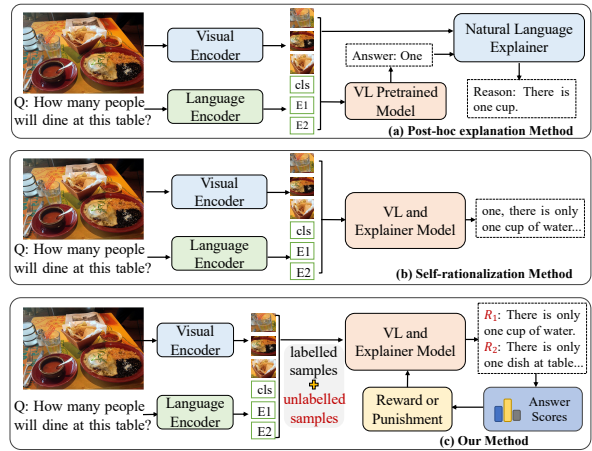 Q: How many people
will dine at this table?
Visual
Encoder
Language
Encoder
cls
E1
E2
Answer: One
VL Pretrained
Model
Natural Language
Explainer
Reason: There is
one cup.
(a) Post-hoc explanation Method
Q: How many people
will dine at this table?
Visual
Encoder
Language
Encoder
cls
E1
E2
VL and
Explainer Model
one, there is only
one cup of water...
(b) Self-rationalization Method
Q: How many people
will dine at this table?
Visual
Encoder
Language
Encoder
cls
E1
E2
labelled
samples
+
unlabelled
samples
VL and
Explainer Model
Reward or
Punishment
R1: There is only
one cup of water.
R2: There is only
one dish at table...
Answer
Scores
(c) Our Method